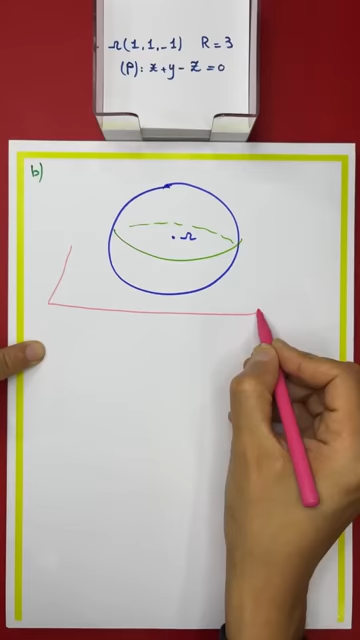 Ω(1,1,-1) R=3
(P): x+y-z=0
b)
Ω